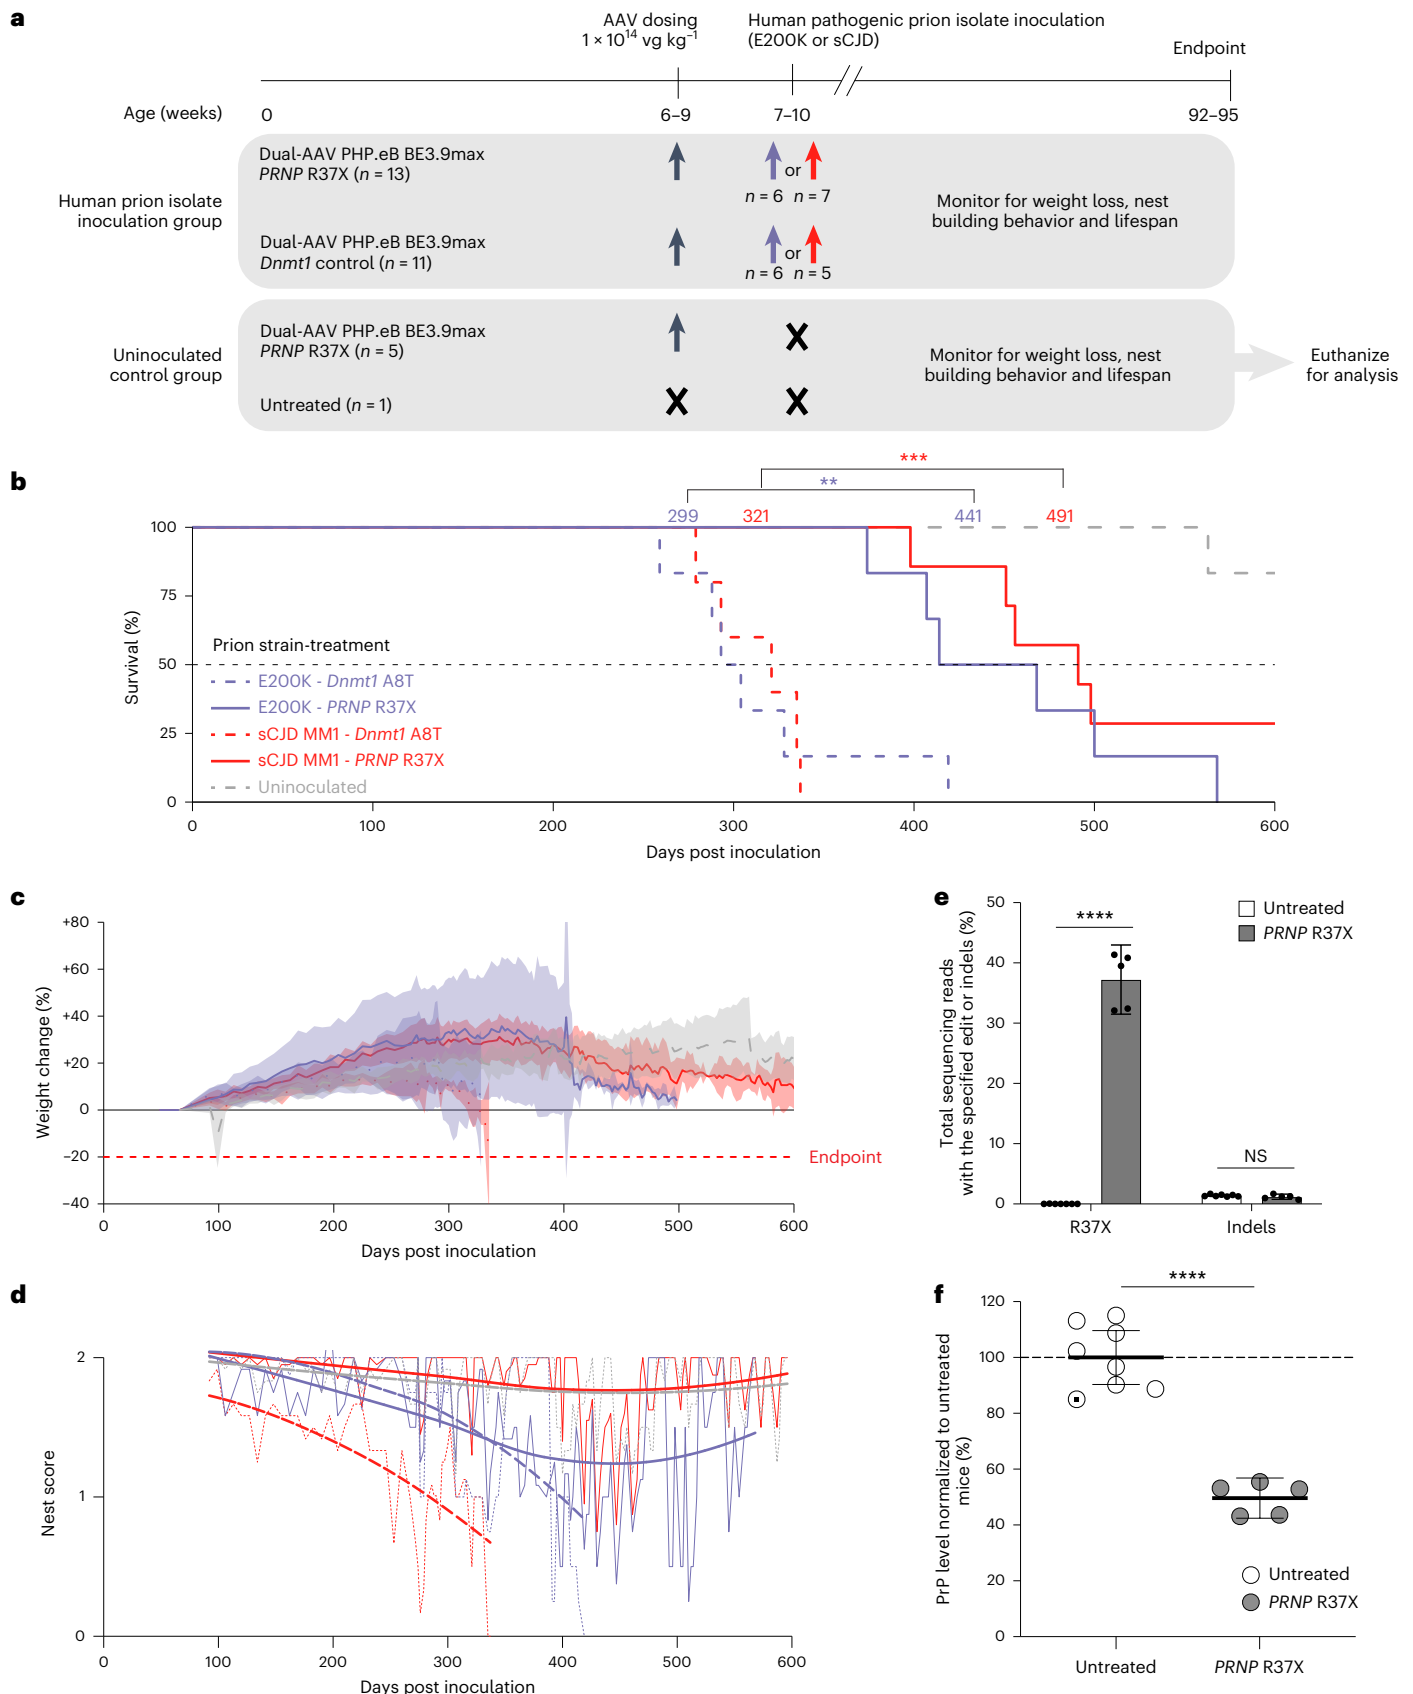 a
AAV dosing
1 × 10¹⁴ vg kg⁻¹
Human pathogenic prion isolate inoculation
(E200K or sCJD)
Endpoint
Age (weeks)
0
6–9
7–10
92–95
Human prion isolate
inoculation group
Dual-AAV PHP.eB BE3.9max
PRNP R37X (n = 13)
or
n = 6 n = 7
Dual-AAV PHP.eB BE3.9max
Dnmt1 control (n = 11)
or
n = 6 n = 5
Monitor for weight loss, nest
building behavior and lifespan
Uninoculated
control group
Dual-AAV PHP.eB BE3.9max
PRNP R37X (n = 5)
Untreated (n = 1)
Monitor for weight loss, nest
building behavior and lifespan
Euthanize
for analysis
b
***
**
299
321
441
491
Survival (%)
100
75
50
25
0
Prion strain-treatment
E200K - Dnmt1 A8T
E200K - PRNP R37X
sCJD MM1 - Dnmt1 A8T
sCJD MM1 - PRNP R37X
Uninoculated
0 100 200 300 400 500 600
Days post inoculation
c
Weight change (%)
+80
+60
+40
+20
0
−20
−40
Endpoint
0 100 200 300 400 500 600
Days post inoculation
e
Total sequencing reads
with the specified edit or indels (%)
50
40
30
20
10
0
****
NS
Untreated
PRNP R37X
R37X
Indels
d
Nest score
2
1
0
0 100 200 300 400 500 600
Days post inoculation
f
PrP level normalized to untreated
mice (%)
120
100
80
60
40
20
0
****
Untreated
PRNP R37X
Untreated
PRNP R37X